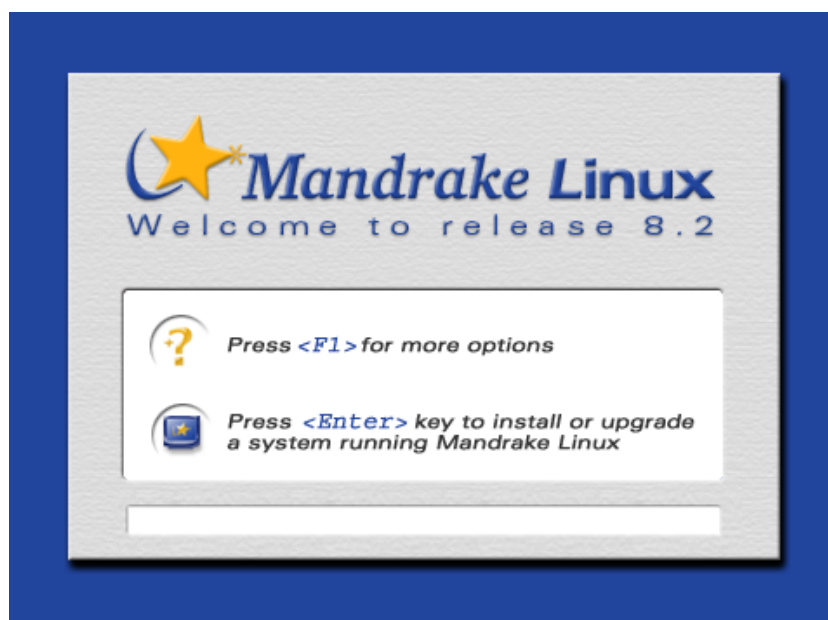 Mandrake Linux
Welcome to release 8.2
Press <F1> for more options
Press <Enter> key to install or upgrade
a system running Mandrake Linux